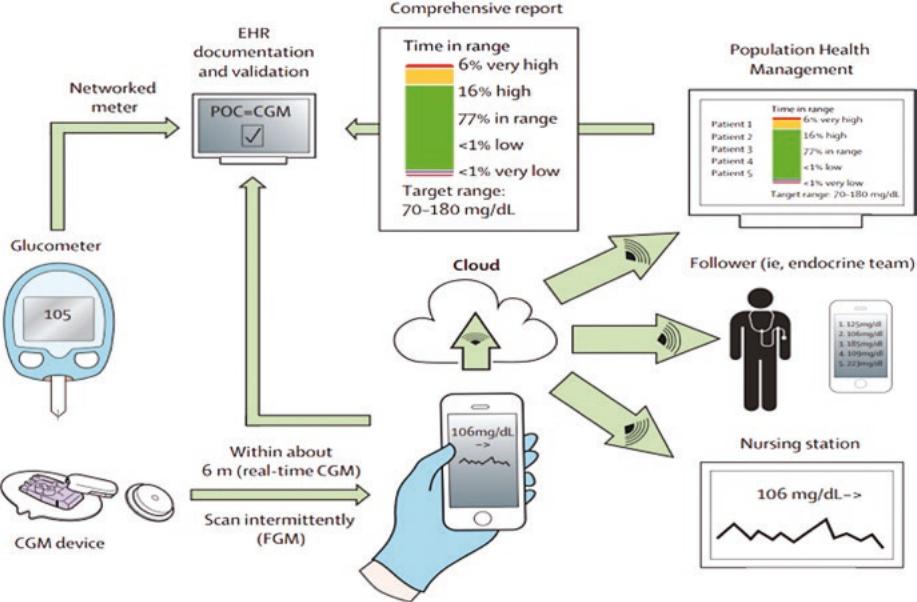 Comprehensive report
EHR
documentation
and validation
Networked
meter
POC=CGM
Time in range
6% very high
16% high
77% in range
<1% low
<1% very low
Target range:
70–180 mg/dL
Population Health
Management
Time in range
Patient 1
Patient 2
Patient 3
Patient 4
Patient 5
6% very high
16% high
77% in range
<1% low
<1% very low
Target range: 70–180 mg/dL
Glucometer
105
Cloud
Follower (ie, endocrine team)
1. 125mg/dl
2. 106mg/dl
3. 185mg/dl
4. 109mg/dl
5. 223mg/dl
106mg/dL
->
Within about
6 m (real-time CGM)
Scan intermittently
(FGM)
CGM device
Nursing station
106 mg/dL->